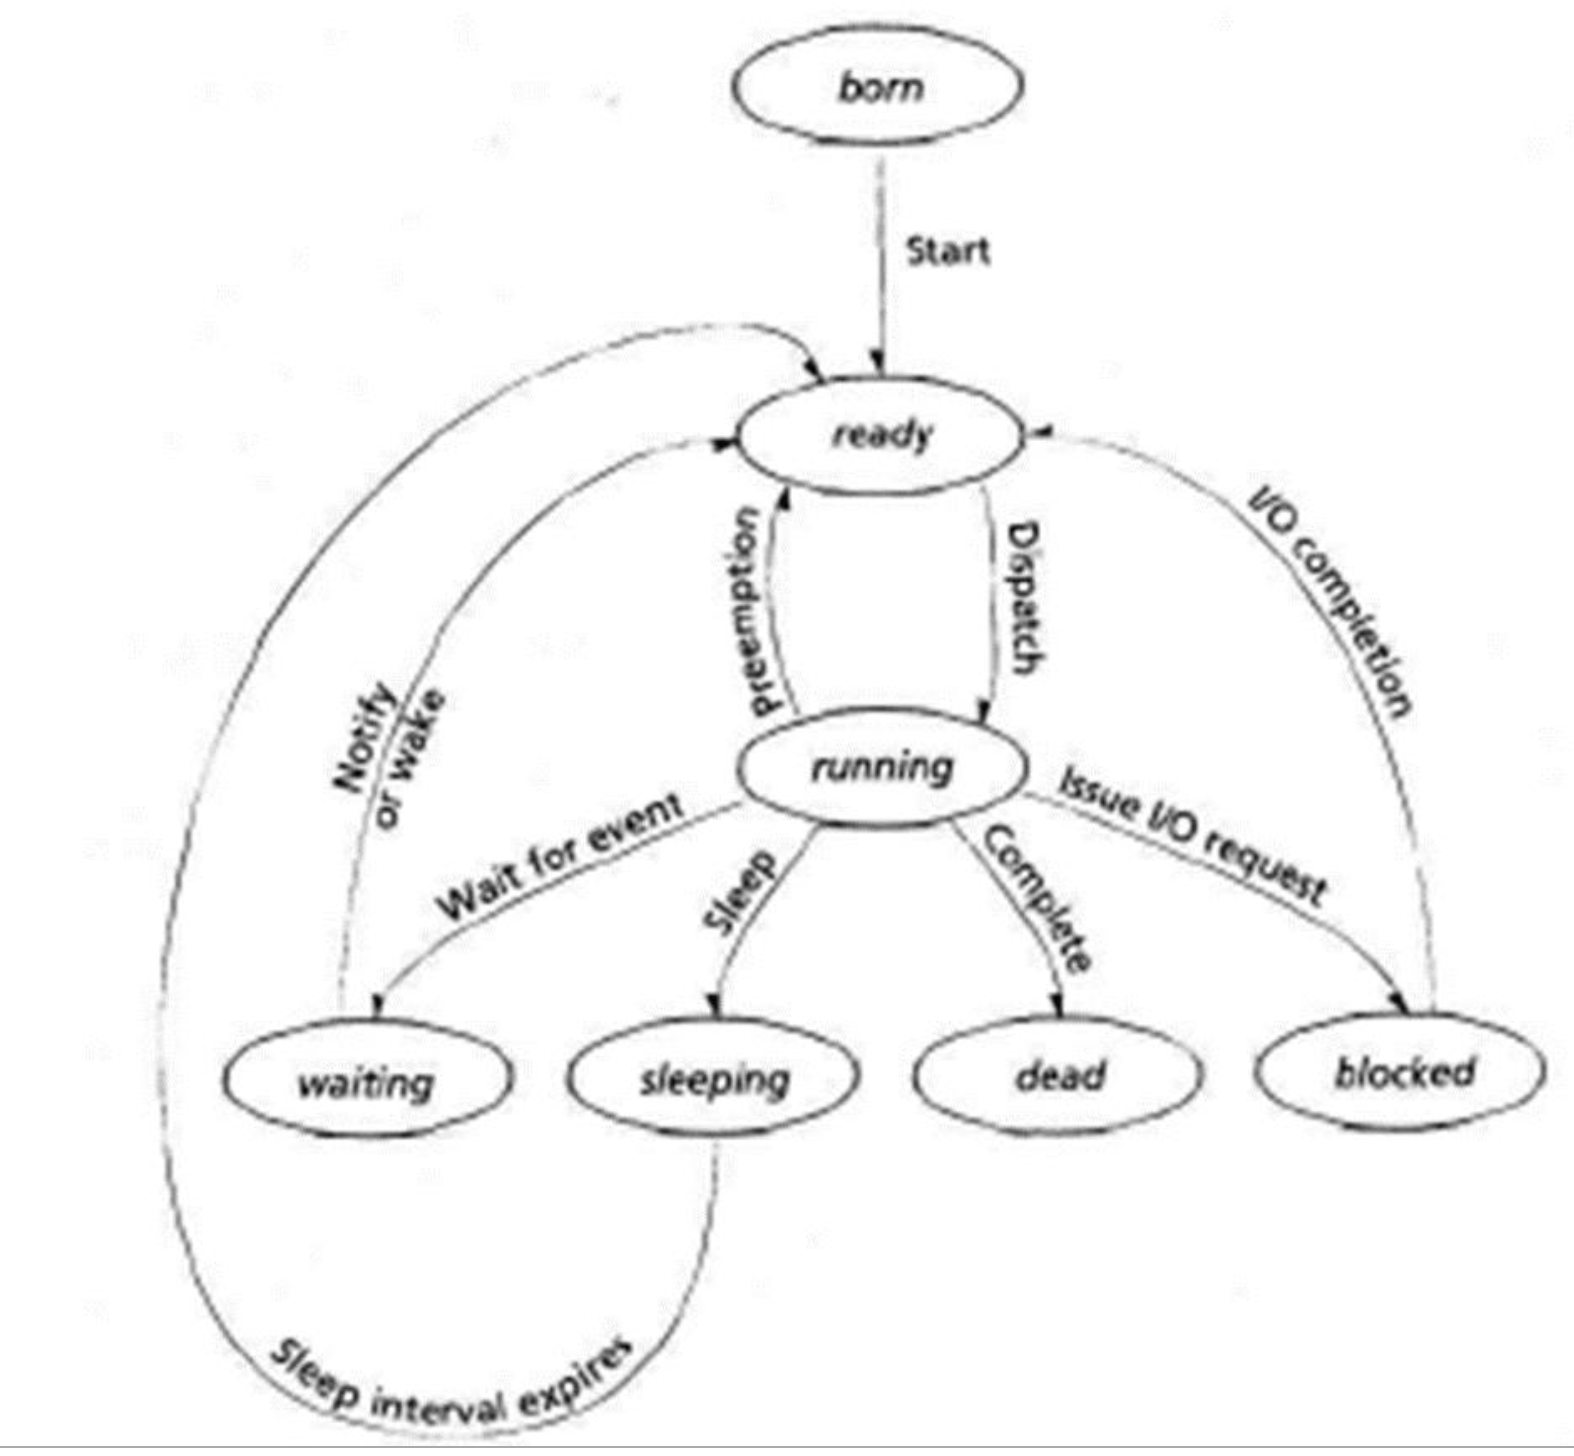 born
Start
ready
Preemption
Dispatch
I/O completion
Notify
or wake
running
Wait for event
Sleep
Complete
Issue I/O request
waiting
sleeping
dead
blocked
Sleep interval expires